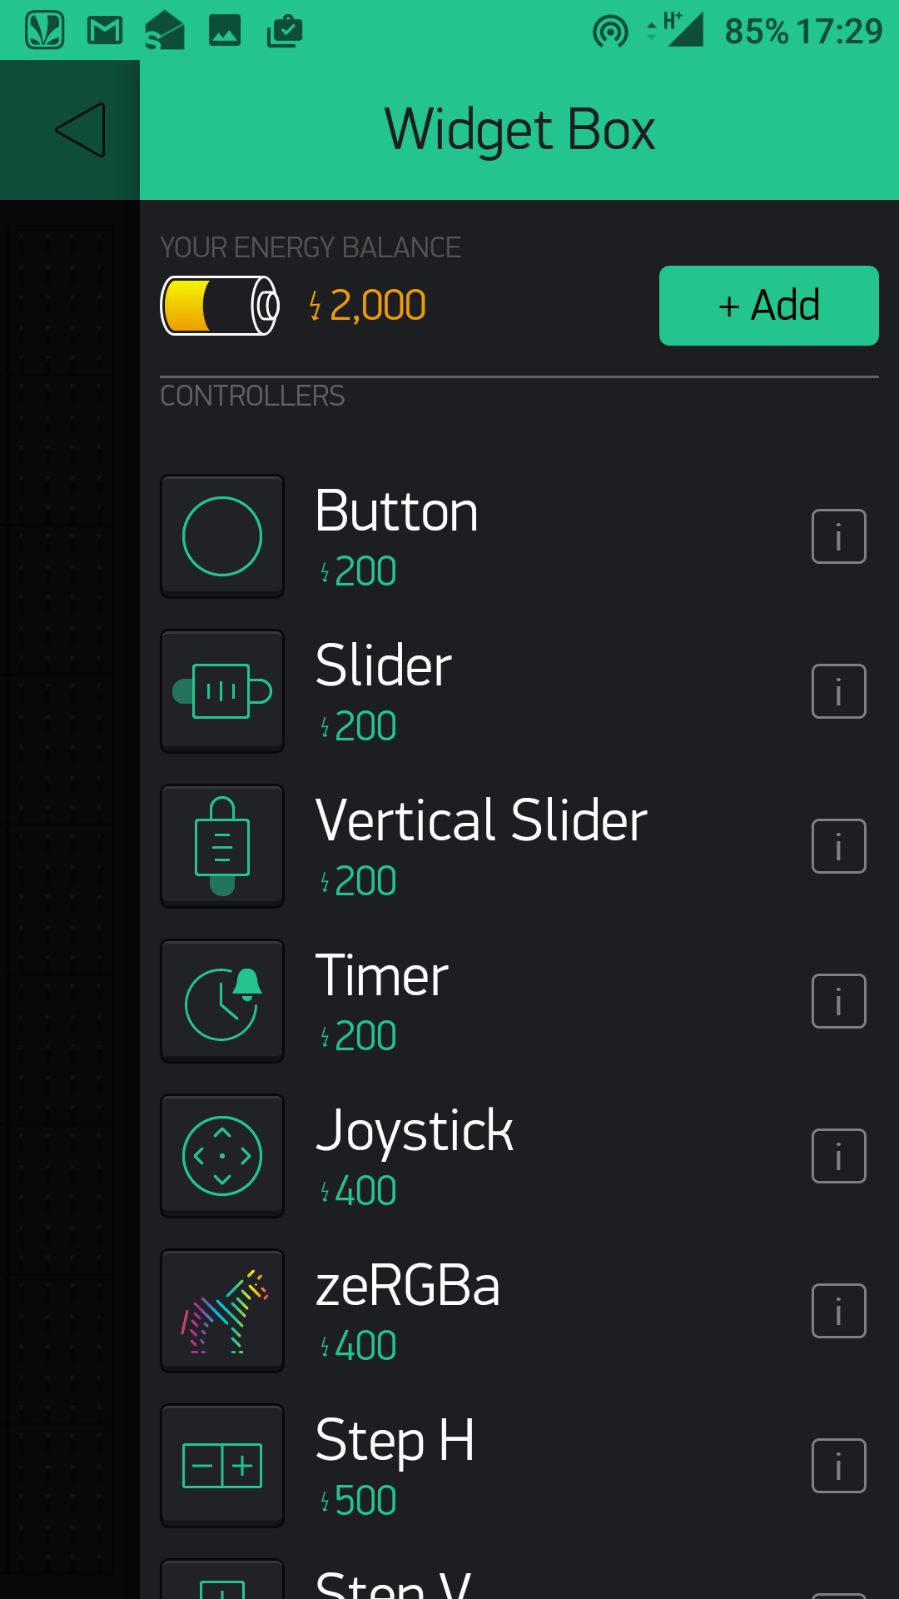 H+ 85% 17:29
Widget Box
YOUR ENERGY BALANCE
2,000
+ Add
CONTROLLERS
Button
200
i
Slider
200
i
Vertical Slider
200
i
Timer
200
i
Joystick
400
i
zeRGBa
400
i
Step H
500
i
Step V